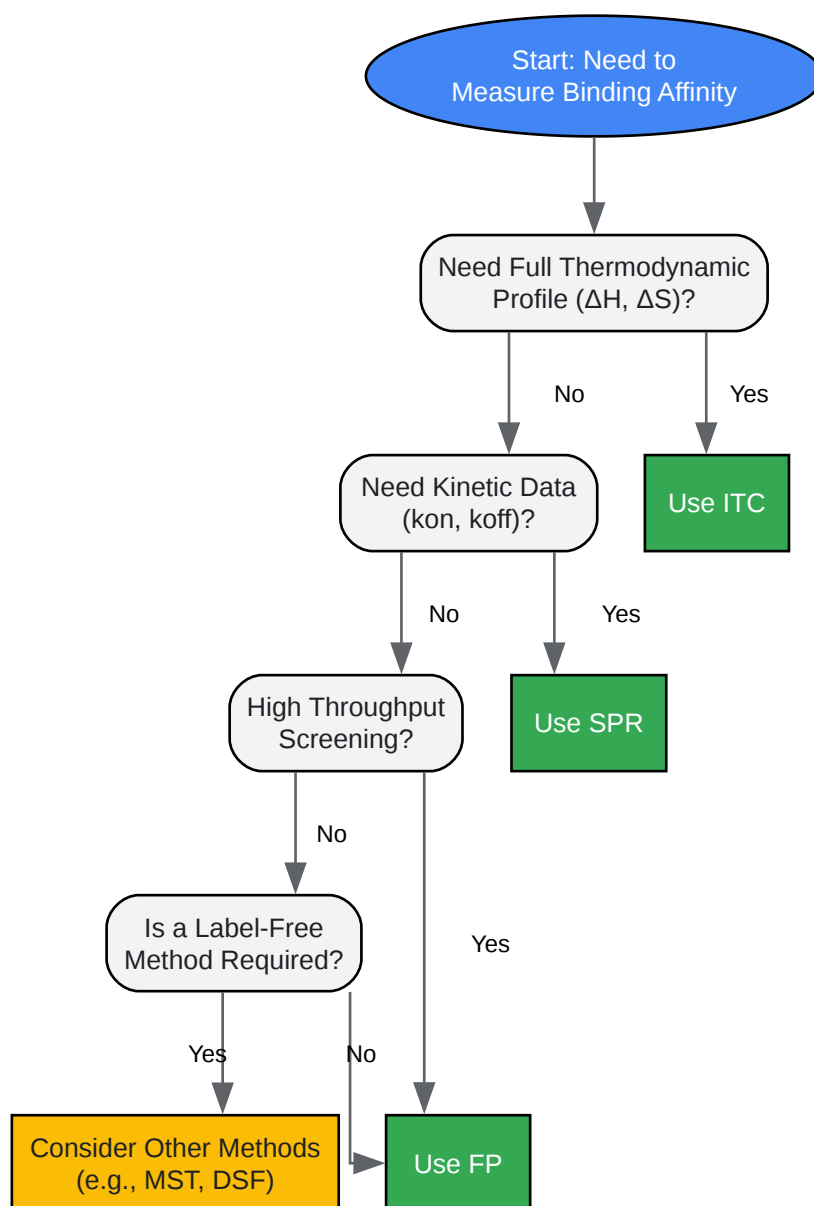 Start: Need to
Measure Binding Affinity
Need Full Thermodynamic
Profile (ΔH, ΔS)?
No
Yes
Need Kinetic Data
(kon, koff)?
Use ITC
No
Yes
High Throughput
Screening?
Use SPR
No
Is a Label-Free
Method Required?
Yes
Yes
No
Consider Other Methods
(e.g., MST, DSF)
Use FP